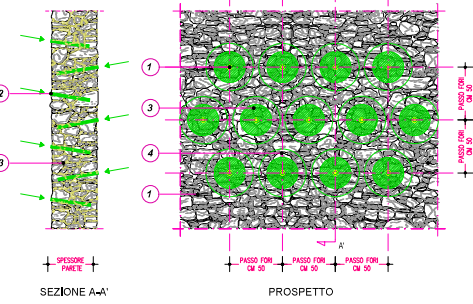 1
2
3
3
4
1
PASSO FORI
CM 50
PASSO FORI
CM 50
A'
SPESSORE
PARETE
PASSO FORI
CM 50
PASSO FORI
CM 50
PASSO FORI
CM 50
SEZIONE A-A'
PROSPETTO